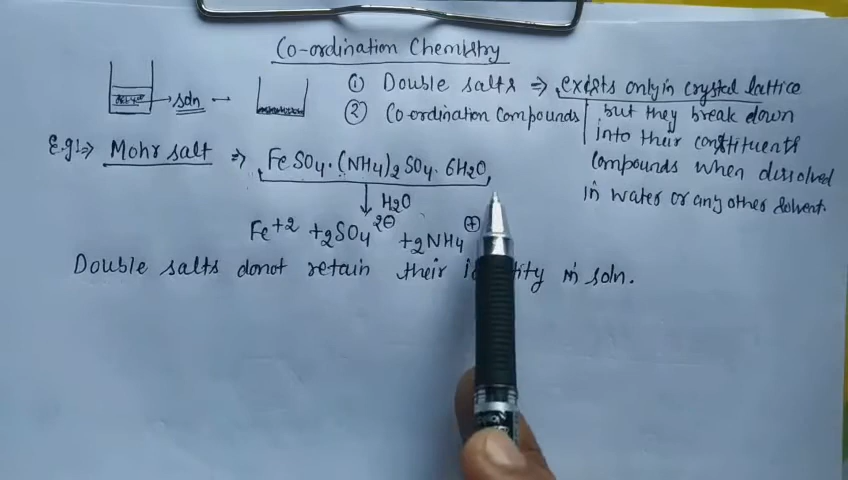 Co-ordination Chemistry
① Double salts ⇒ exists only in crystal lattice
→ soln →
② Co-ordination Compounds
but they break down
into their constituents
compounds when dissolved
in water or any other solvent.
E.g1⇒ Mohr salt ⇒ FeSO4.(NH4)2SO4.6H2O
↓ H2O
Fe+2 + 2SO4 2⊖ + 2NH4 ⊕
Double salts donot retain their in soln.